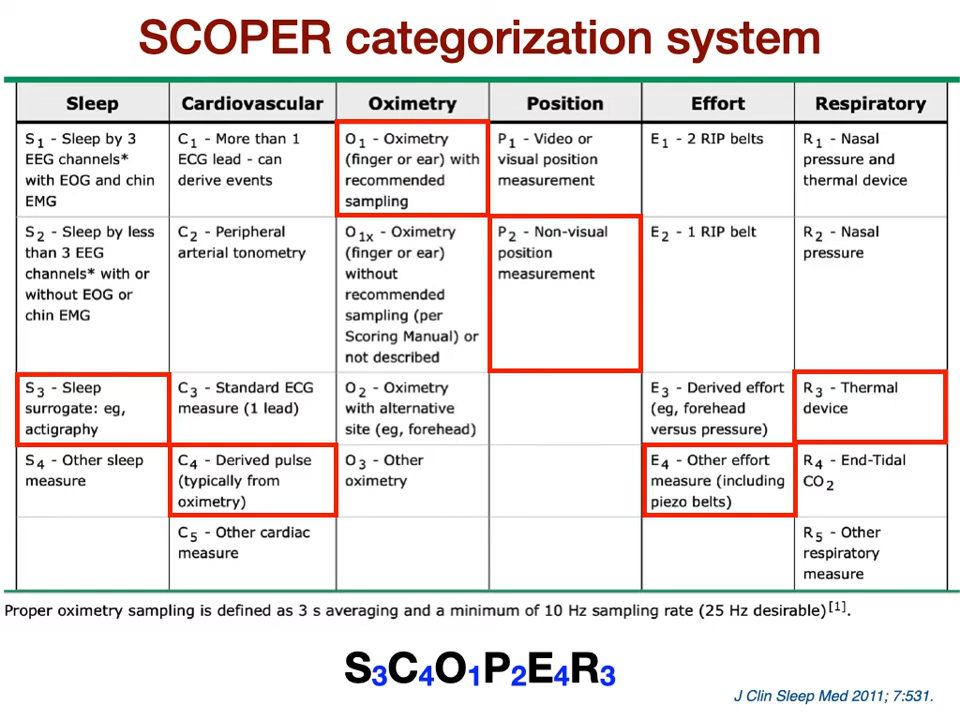 SCOPER categorization system
Sleep
Cardiovascular
Oximetry
Position
Effort
Respiratory
S1 - Sleep by 3
EEG channels*
with EOG and chin
EMG
C1 - More than 1
ECG lead - can
derive events
O1 - Oximetry
(finger or ear) with
recommended
sampling
P1 - Video or
visual position
measurement
E1 - 2 RIP belts
R1 - Nasal
pressure and
thermal device
S2 - Sleep by less
than 3 EEG
channels* with or
without EOG or
chin EMG
C2 - Peripheral
arterial tonometry
O1x - Oximetry
(finger or ear)
without
recommended
sampling (per
Scoring Manual) or
not described
P2 - Non-visual
position
measurement
E2 - 1 RIP belt
R2 - Nasal
pressure
S3 - Sleep
surrogate: eg,
actigraphy
C3 - Standard ECG
measure (1 lead)
O2 - Oximetry
with alternative
site (eg, forehead)
E3 - Derived effort
(eg, forehead
versus pressure)
R3 - Thermal
device
S4 - Other sleep
measure
C4 - Derived pulse
(typically from
oximetry)
O3 - Other
oximetry
E4 - Other effort
measure (including
piezo belts)
R4 - End-Tidal
CO2
C5 - Other cardiac
measure
R5 - Other
respiratory
measure
Proper oximetry sampling is defined as 3 s averaging and a minimum of 10 Hz sampling rate (25 Hz desirable)[1].
S3C4O1P2E4R3
J Clin Sleep Med 2011; 7:531.